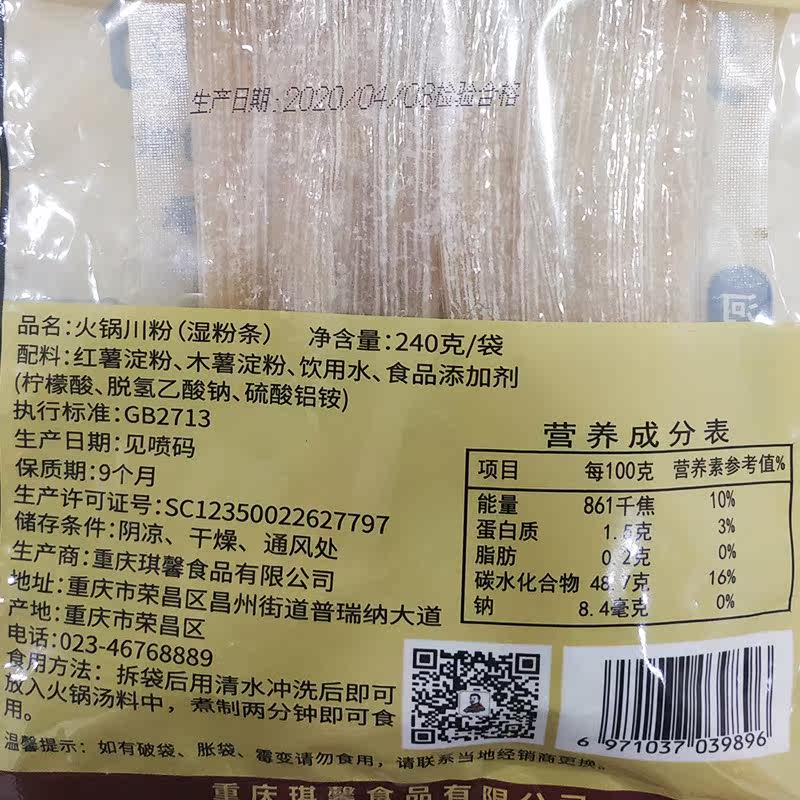 生产日期:2020/04/08检验合格
品名:火锅川粉(湿粉条) 净含量:240克/袋
配料:红薯淀粉、木薯淀粉、饮用水、食品添加剂
(柠檬酸、脱氢乙酸钠、硫酸铝铵)
执行标准:GB2713
生产日期:见喷码
保质期:9个月
生产许可证号:SC12350022627797
储存条件:阴凉、干燥、通风处
生产商:重庆琪馨食品有限公司
地址:重庆市荣昌区昌州街道普瑞纳大道
产地:重庆市荣昌区
电话:023-46768889
食用方法:拆袋后用清水冲洗后即可
放入火锅汤料中，煮制两分钟即可食
用。
温馨提示:如有破袋、胀袋、霉变请勿食用，请联系当地经销商更换。
营养成分表
项目 每100克 营养素参考值%
能量 861千焦 10%
蛋白质 1.5克 3%
脂肪 0.2克 0%
碳水化合物 48.7克 16%
钠 8.4毫克 0%
6 971037 039896
重庆琪馨食品有限公司